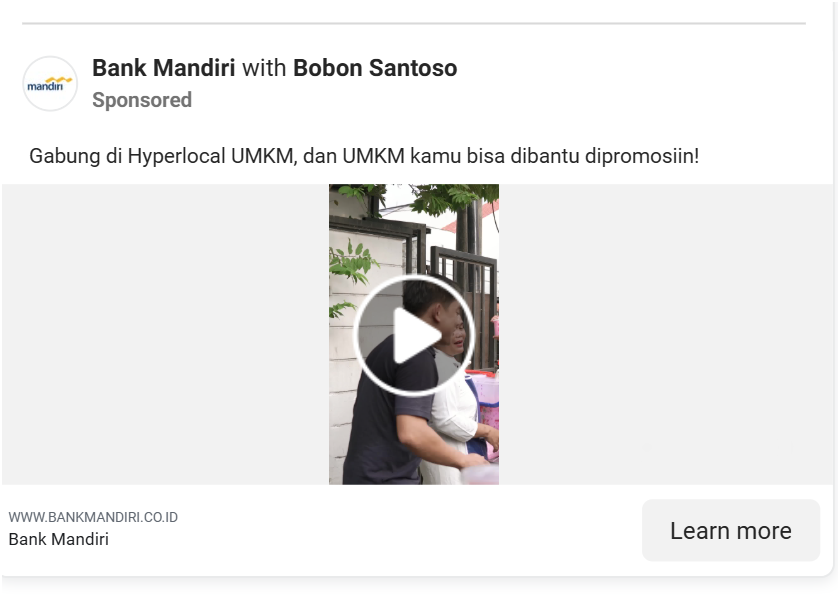 mandiri
Bank Mandiri with Bobon Santoso
Sponsored
Gabung di Hyperlocal UMKM, dan UMKM kamu bisa dibantu dipromosiin!
WWW.BANKMANDIRI.CO.ID
Bank Mandiri
Learn more